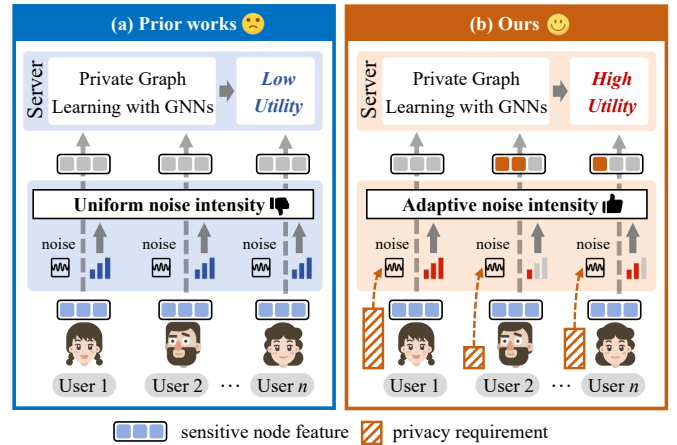 (a) Prior works
Server
Private Graph
Learning with GNNs
Low
Utility
Uniform noise intensity
noise
noise
noise
User 1
User 2
...
User n
(b) Ours
Server
Private Graph
Learning with GNNs
High
Utility
Adaptive noise intensity
noise
noise
noise
User 1
User 2
...
User n
sensitive node feature
privacy requirement